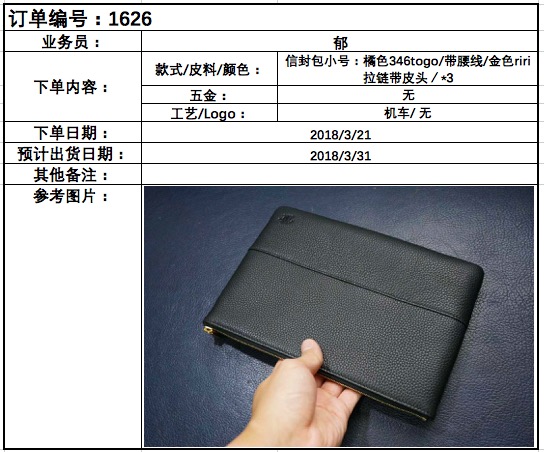 订单编号：1626
业务员：
郁
下单内容：
款式/皮料/颜色：
信封包小号：橘色346togo/带腰线/金色riri
拉链带皮头 / *3
五金：
无
工艺/Logo：
机车/ 无
下单日期：
2018/3/21
预计出货日期：
2018/3/31
其他备注：
参考图片：